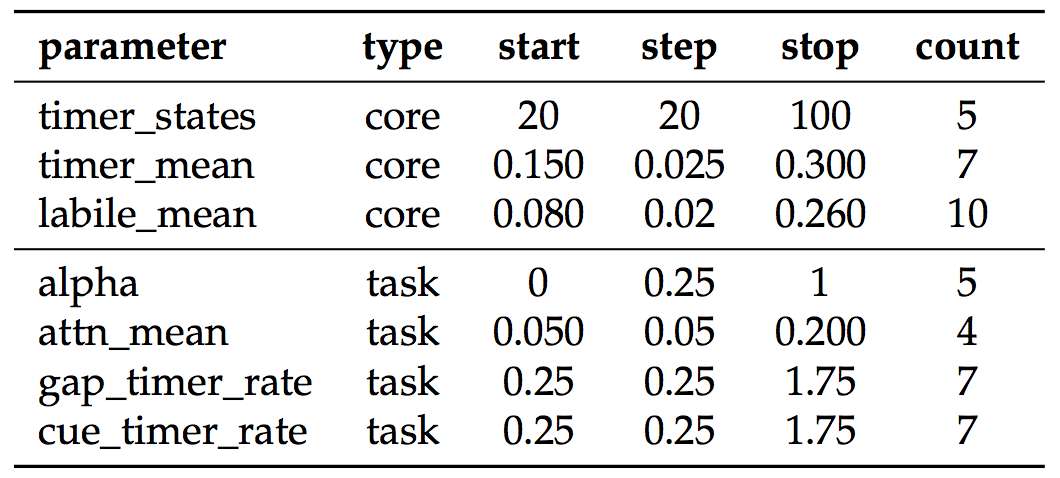 parameter type start step stop count
timer_states core 20 20 100 5
timer_mean core 0.150 0.025 0.300 7
labile_mean core 0.080 0.02 0.260 10
alpha task 0 0.25 1 5
attn_mean task 0.050 0.05 0.200 4
gap_timer_rate task 0.25 0.25 1.75 7
cue_timer_rate task 0.25 0.25 1.75 7